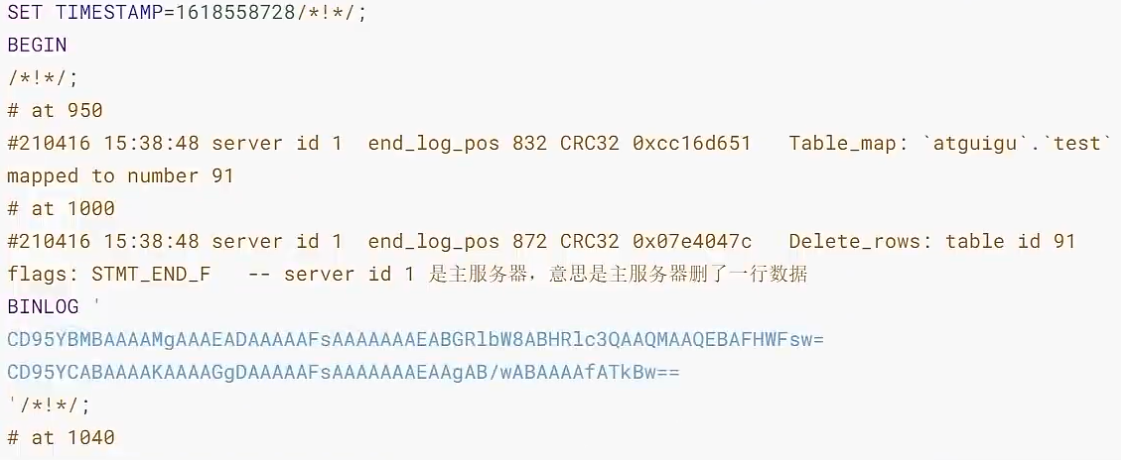 SET TIMESTAMP=1618558728/*!*/;
BEGIN
/*!*/;
# at 950
#210416 15:38:48 server id 1  end_log_pos 832 CRC32 0xcc16d651   Table_map: `atguigu`.`test`
mapped to number 91
# at 1000
#210416 15:38:48 server id 1  end_log_pos 872 CRC32 0x07e4047c   Delete_rows: table id 91
flags: STMT_END_F   -- server id 1 是主服务器，意思是主服务器删了一行数据
BINLOG '
CD95YBMBAAAAMgAAAEADAAAAAFsAAAAAAAEABGRlbW8ABHRlc3QAAQMAAQEBAFHWFsw=
CD95YCABAAAAKAAAAGgDAAAAAFsAAAAAAAEAAgAB/wABAAAAfATkBw==
'/*!*/;
# at 1040